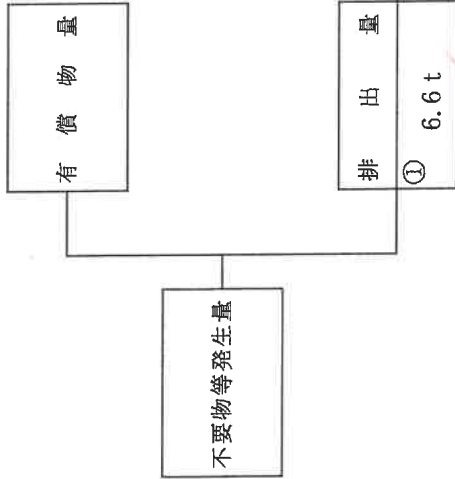 有償物量
不要物等発生量
排出量
① 6.6 t